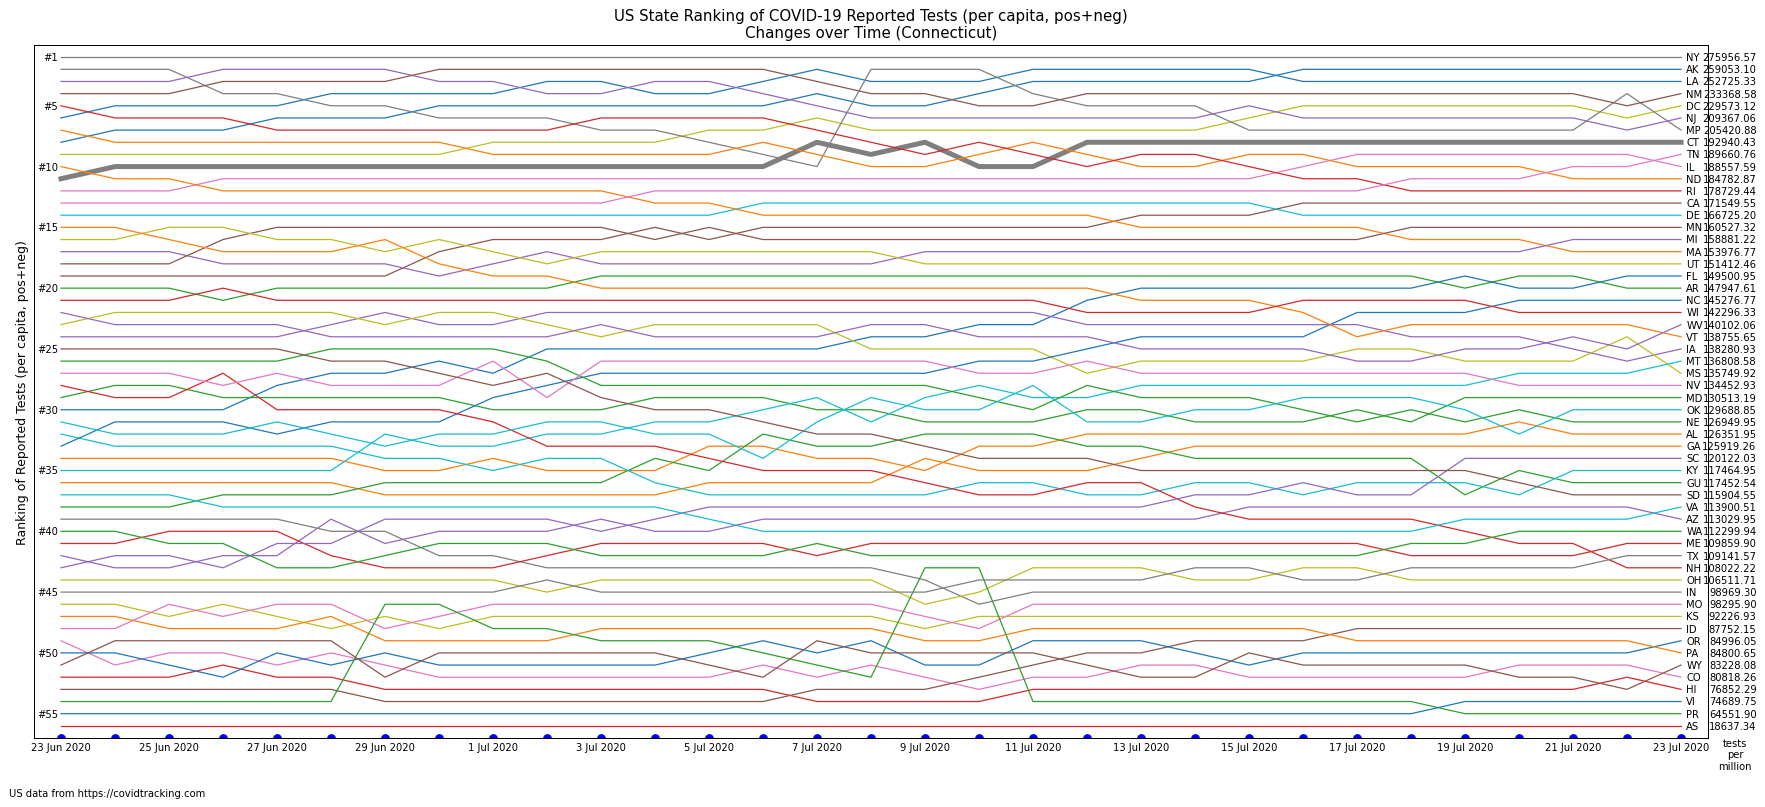 US State Ranking of COVID-19 Reported Tests (per capita, pos+neg)
Changes over Time (Connecticut)
Ranking of Reported Tests (per capita, pos+neg)
#1
#5
#10
#15
#20
#25
#30
#35
#40
#45
#50
#55
NY 275956.57
AK 259053.10
LA 252725.33
NM 233368.58
DC 229573.12
NJ 209367.06
MP 205420.88
CT 192940.43
TN 189660.76
IL 188557.59
ND 184782.87
RI 178729.44
CA 171549.55
DE 166725.20
MN 160527.32
MI 158881.22
MA 153976.77
UT 151412.46
FL 149500.95
AR 147947.61
NC 145276.77
WI 142296.33
WV 140102.06
VT 138755.65
IA 138280.93
MT 136808.58
MS 135749.92
NV 134452.93
MD 130513.19
OK 129688.85
NE 126949.95
AL 126351.95
GA 125919.26
SC 120122.03
KY 117464.95
GU 117452.54
SD 115904.55
VA 113900.51
AZ 113029.95
WA 112299.94
ME 109859.90
TX 109141.57
NH 108022.22
OH 106511.71
IN 98969.30
MO 98295.90
KS 92226.93
ID 87752.15
OR 84996.05
PA 84800.65
WY 83228.08
CO 80818.26
HI 76852.29
VI 74689.75
PR 64551.90
AS 18637.34
23 Jun 2020 25 Jun 2020 27 Jun 2020 29 Jun 2020 1 Jul 2020 3 Jul 2020 5 Jul 2020 7 Jul 2020 9 Jul 2020 11 Jul 2020 13 Jul 2020 15 Jul 2020 17 Jul 2020 19 Jul 2020 21 Jul 2020 23 Jul 2020
tests
per
million
US data from https://covidtracking.com